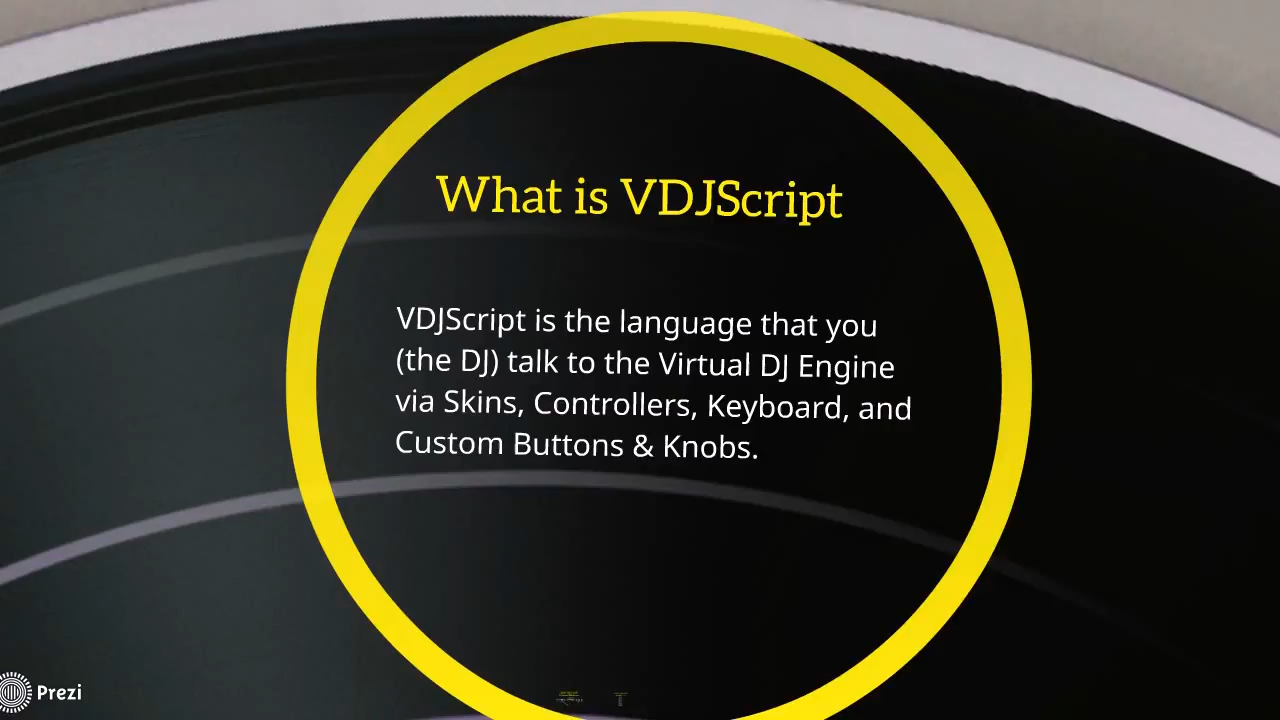 What is VDJScript
VDJScript is the language that you
(the DJ) talk to the Virtual DJ Engine
via Skins, Controllers, Keyboard, and
Custom Buttons & Knobs.
Prezi